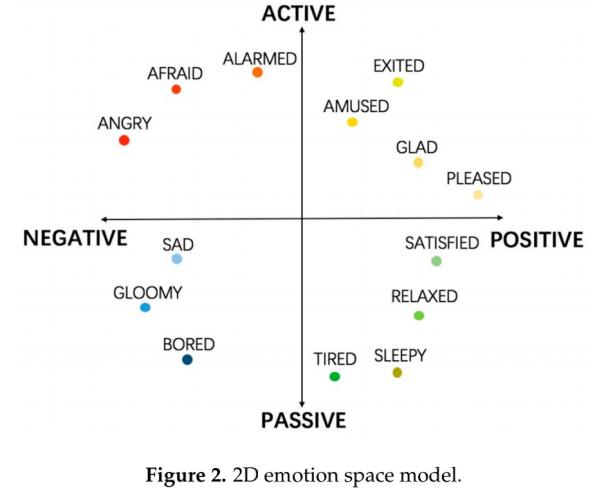 ACTIVE
ALARMED
AFRAID
EXITED
AMUSED
ANGRY
GLAD
PLEASED
NEGATIVE
SAD
SATISFIED
POSITIVE
GLOOMY
RELAXED
BORED
TIRED
SLEEPY
PASSIVE
Figure 2. 2D emotion space model.